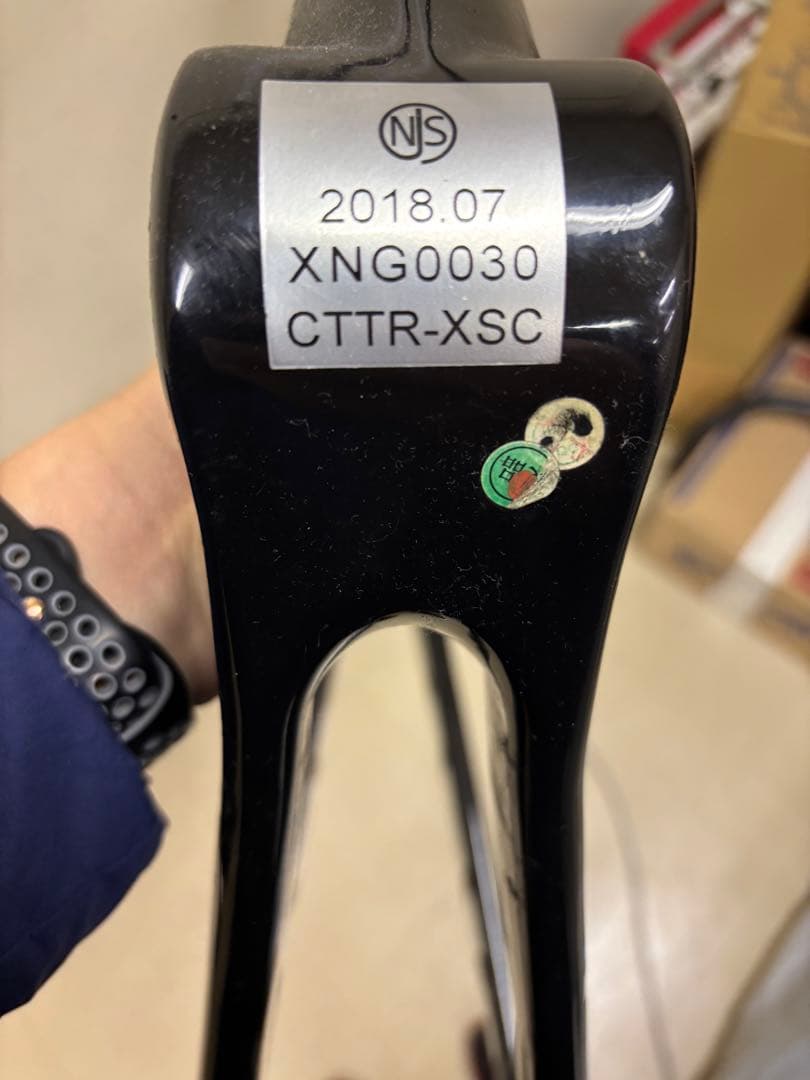 NJS
2018.07
XNG0030
CTTR-XSC